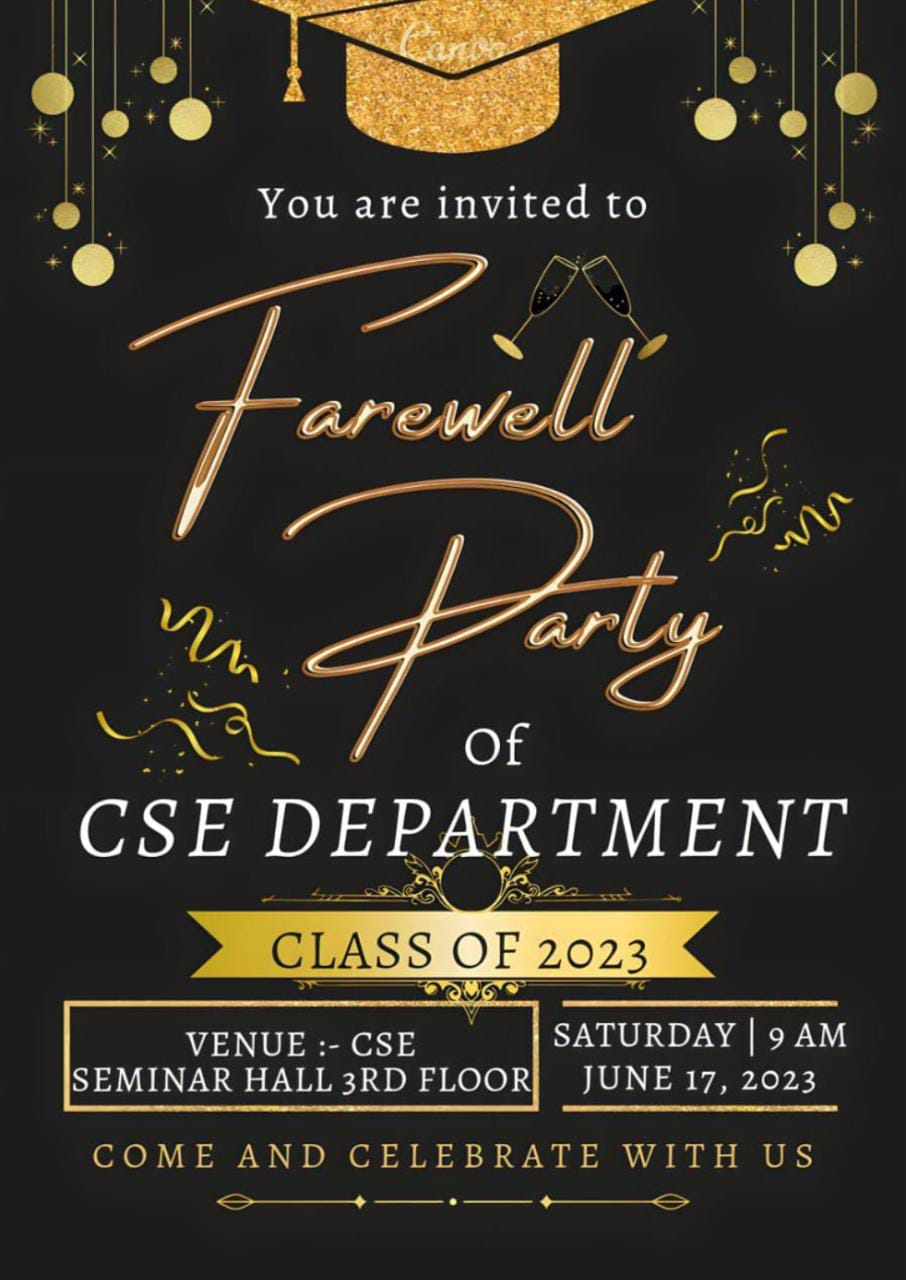 Canva
You are invited to
Farewell
Party
Of
CSE DEPARTMENT
CLASS OF 2023
VENUE :- CSE
SEMINAR HALL 3RD FLOOR
SATURDAY | 9 AM
JUNE 17, 2023
COME AND CELEBRATE WITH US